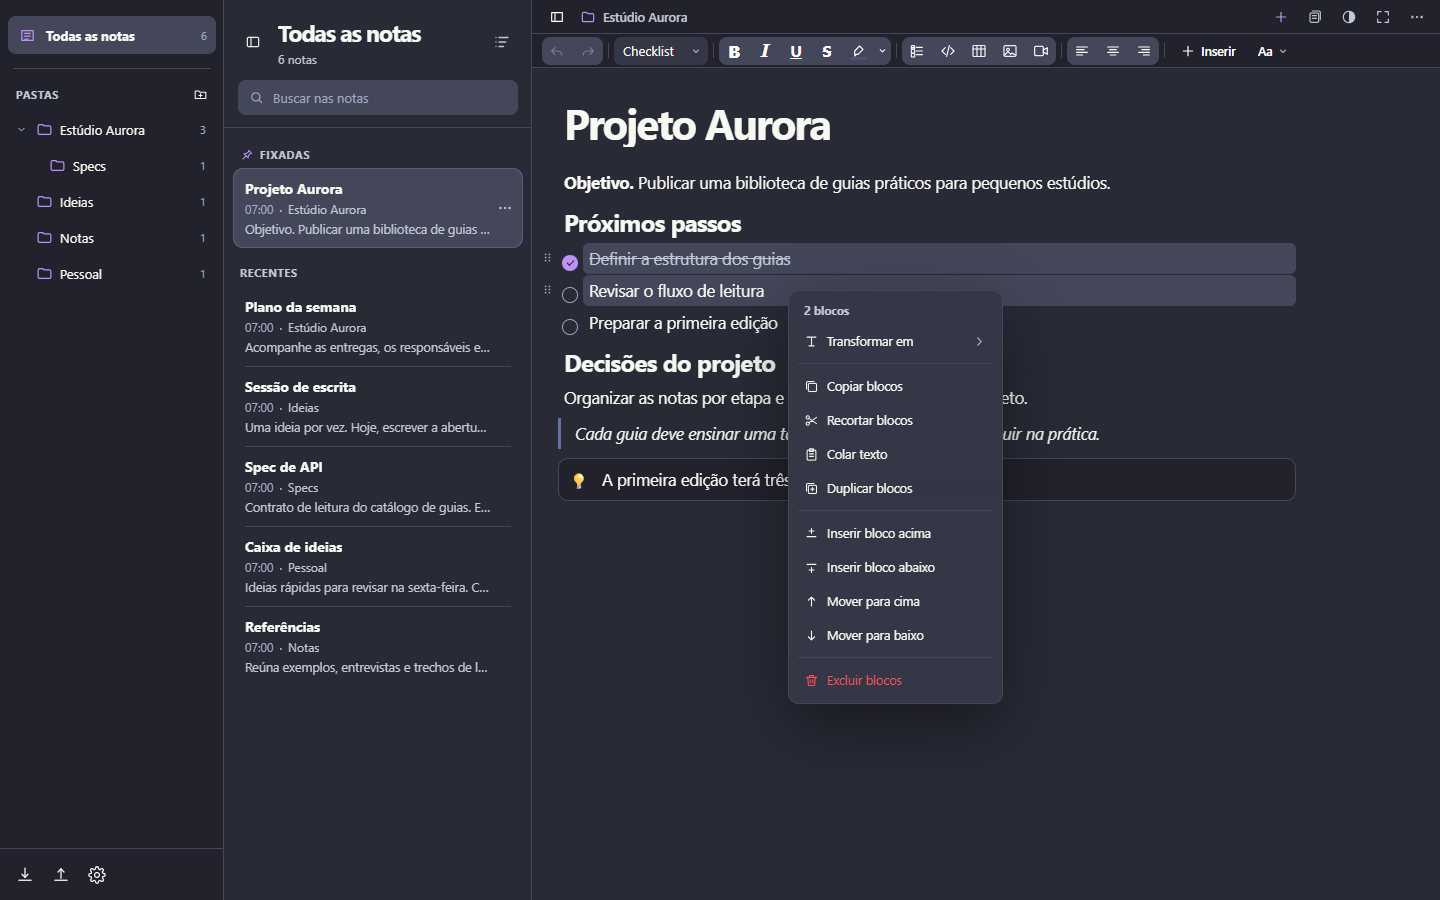 Todas as notas 6
PASTAS
Estúdio Aurora 3
Specs 1
Ideias 1
Notas 1
Pessoal 1
Todas as notas
6 notas
Buscar nas notas
FIXADAS
Projeto Aurora
07:00 · Estúdio Aurora
Objetivo. Publicar uma biblioteca de guias ...
RECENTES
Plano da semana
07:00 · Estúdio Aurora
Acompanhe as entregas, os responsáveis e...
Sessão de escrita
07:00 · Ideias
Uma ideia por vez. Hoje, escrever a abertu...
Spec de API
07:00 · Specs
Contrato de leitura do catálogo de guias. E...
Caixa de ideias
07:00 · Pessoal
Ideias rápidas para revisar na sexta-feira. C...
Referências
07:00 · Notas
Reúna exemplos, entrevistas e trechos de l...
Estúdio Aurora
Checklist B I U S Inserir Aa
Projeto Aurora
Objetivo. Publicar uma biblioteca de guias práticos para pequenos estúdios.
Próximos passos
Definir a estrutura dos guias
Revisar o fluxo de leitura
Preparar a primeira edição
Decisões do projeto
Organizar as notas por etapa e eto.
Cada guia deve ensinar uma uir na prática.
A primeira edição terá três
2 blocos
Transformar em
Copiar blocos
Recortar blocos
Colar texto
Duplicar blocos
Inserir bloco acima
Inserir bloco abaixo
Mover para cima
Mover para baixo
Excluir blocos